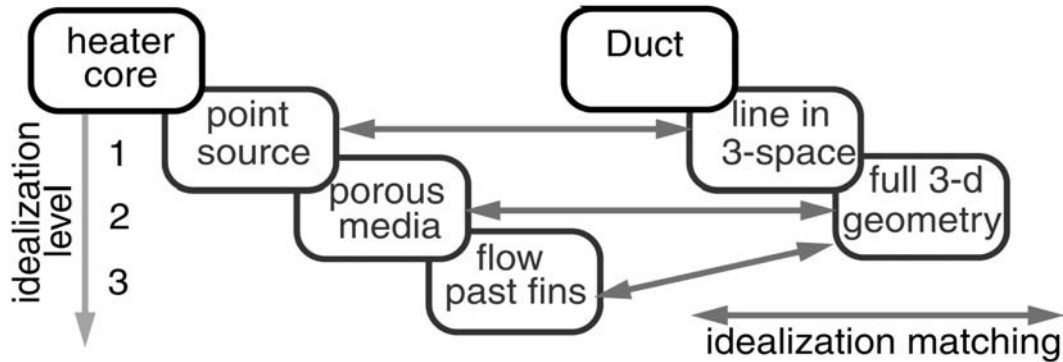 heater
core
Duct
point
source
line in
3-space
porous
media
full 3-d
geometry
flow
past fins
idealization
level
1
2
3
idealization matching